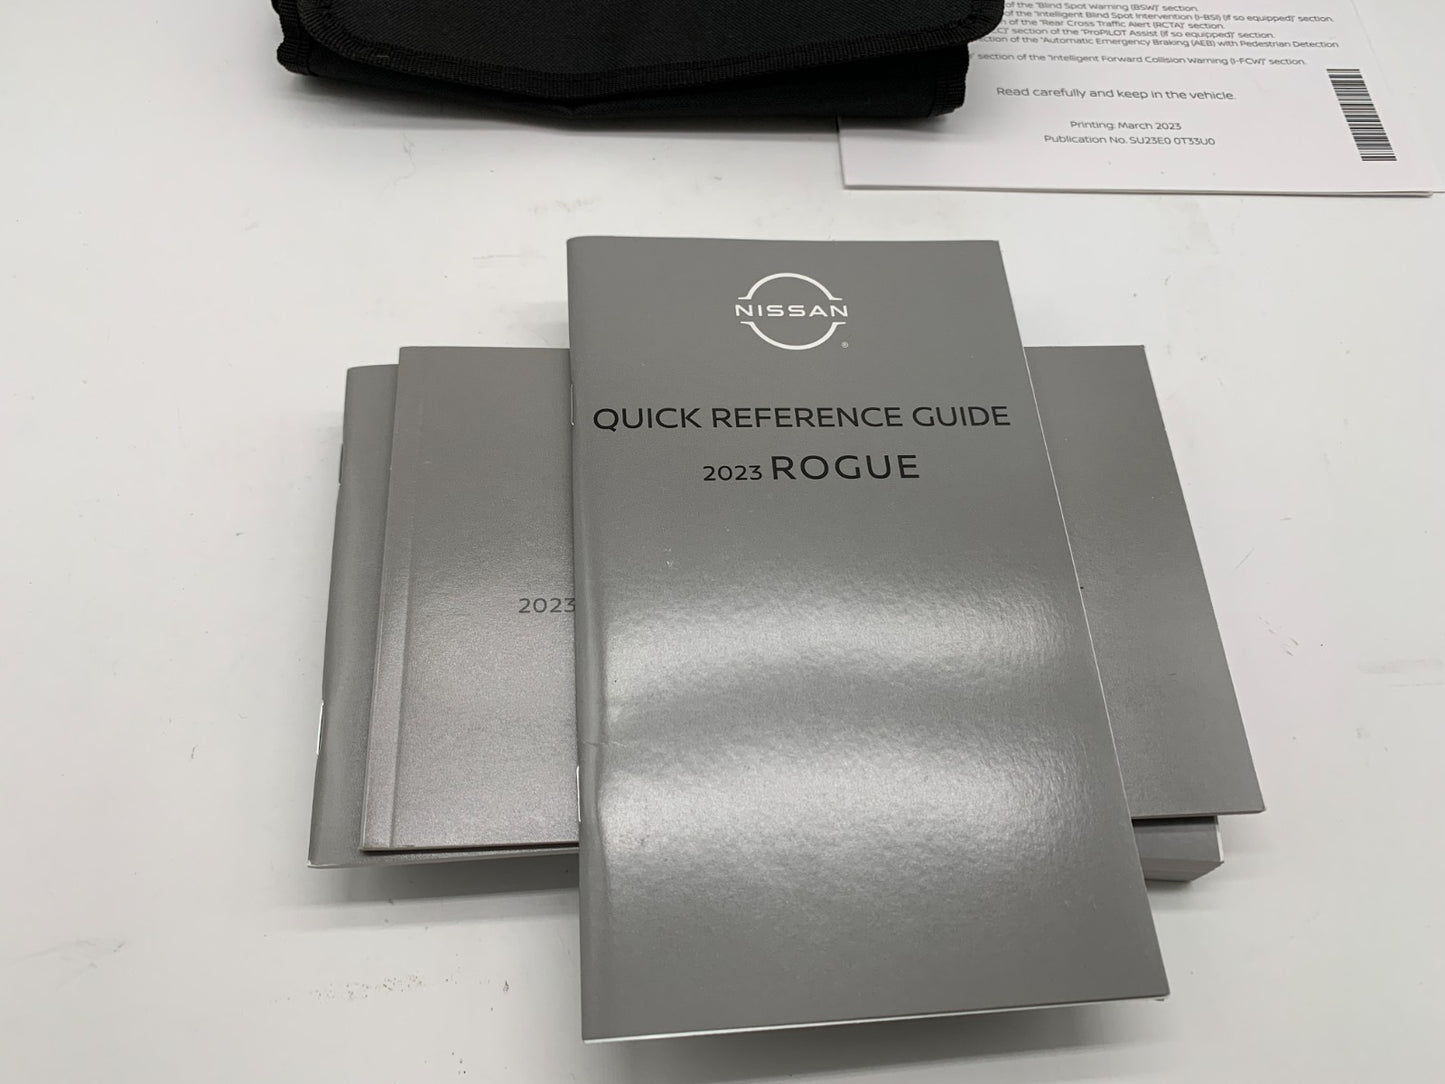 of the "Blind Spot Warning (BSW)" section.
of the "Intelligent Blind Spot Intervention (I-BSI) (if so equipped)" section.
of the "Rear Cross Traffic Alert (RCTA)" section.
section of the "ProPILOT Assist (if so equipped)" section.
section of the "Automatic Emergency Braking (AEB) with Pedestrian Detection
section of the "Intelligent Forward Collision Warning (I-FCW)" section.
Read carefully and keep in the vehicle.
Printing: March 2023
Publication No. SU23E0 0T33U0
NISSAN
®
QUICK REFERENCE GUIDE
2023 ROGUE
2023